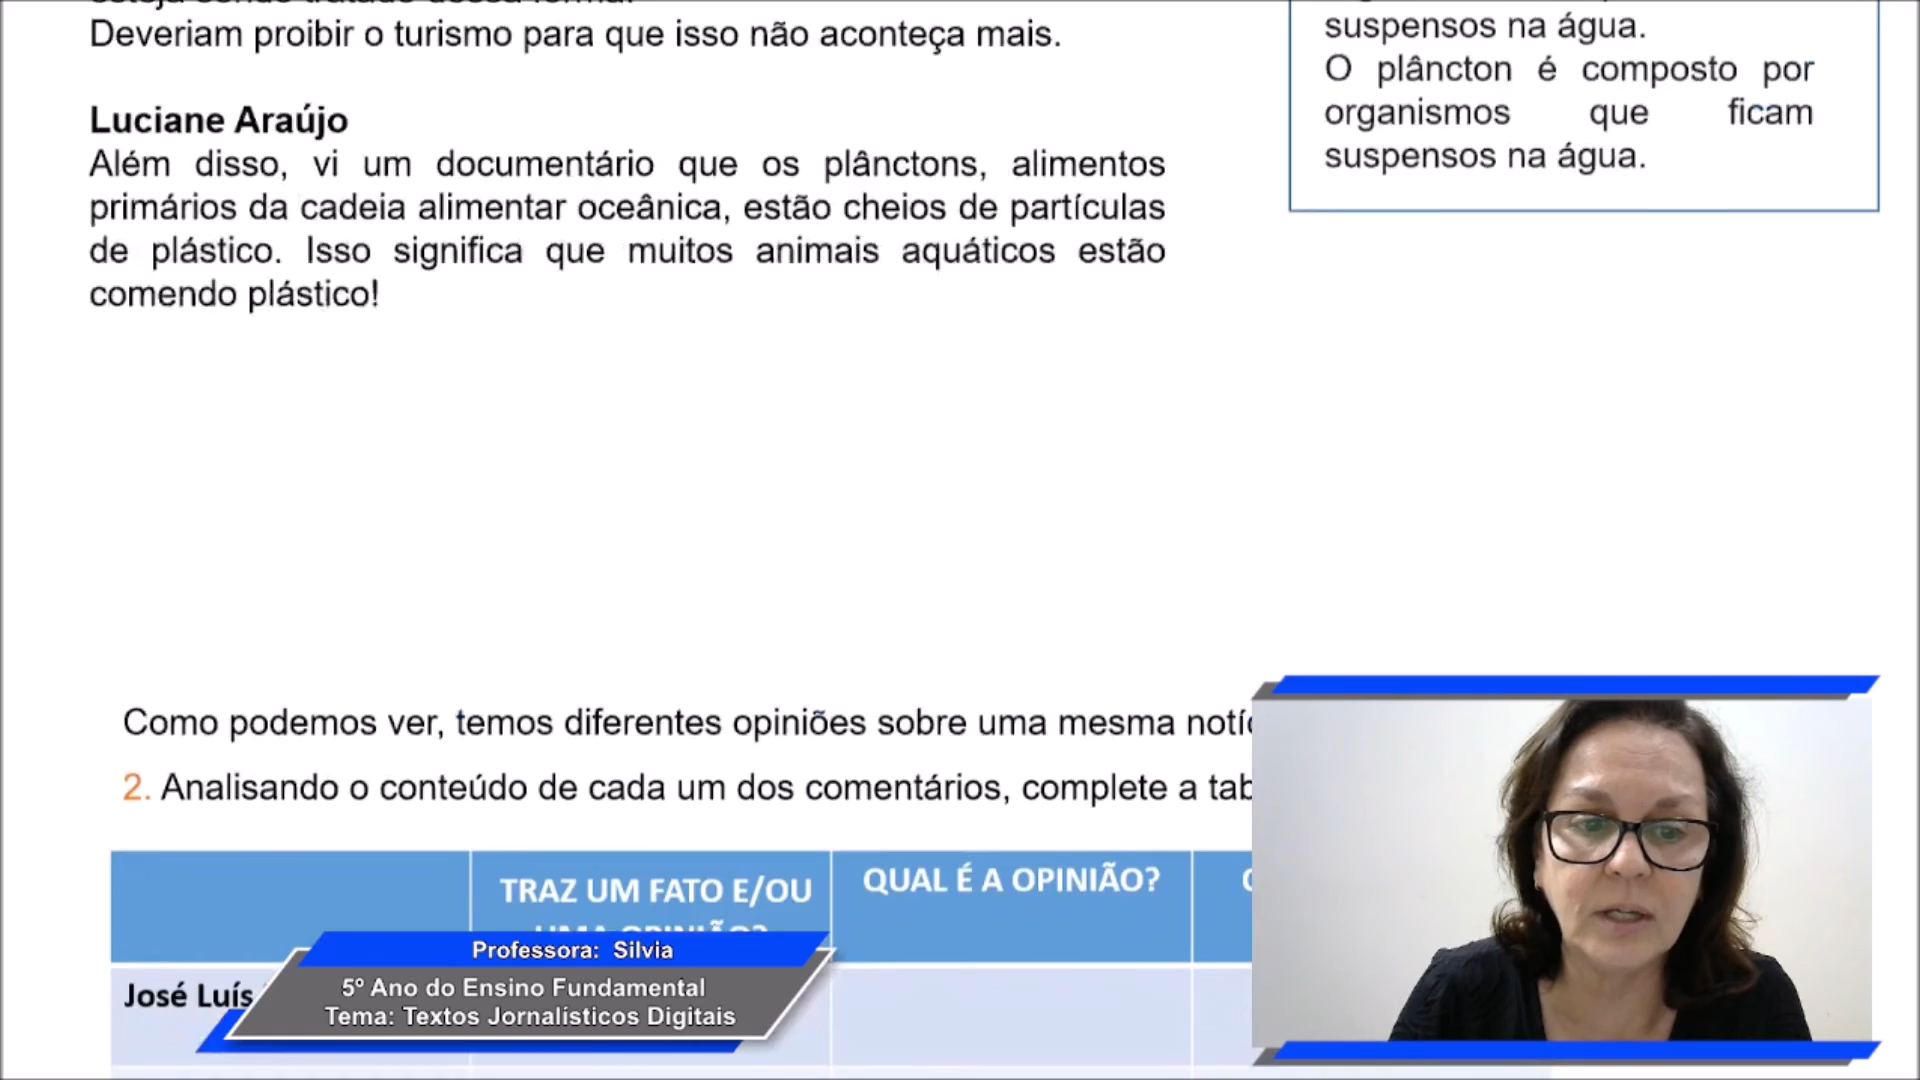 Deveriam proibir o turismo para que isso não aconteça mais.
Luciane Araújo
Além disso, vi um documentário que os plânctons, alimentos
primários da cadeia alimentar oceânica, estão cheios de partículas
de plástico. Isso significa que muitos animais aquáticos estão
comendo plástico!
suspensos na água.
O plâncton é composto por
organismos que ficam
suspensos na água.
Como podemos ver, temos diferentes opiniões sobre uma mesma
2. Analisando o conteúdo de cada um dos comentários, complete a
TRAZ UM FATO E/OU
UMA OPINIÃO?
QUAL É A OPINIÃO?
José Luís
Professora: Silvia
5º Ano do Ensino Fundamental
Tema: Textos Jornalísticos Digitais